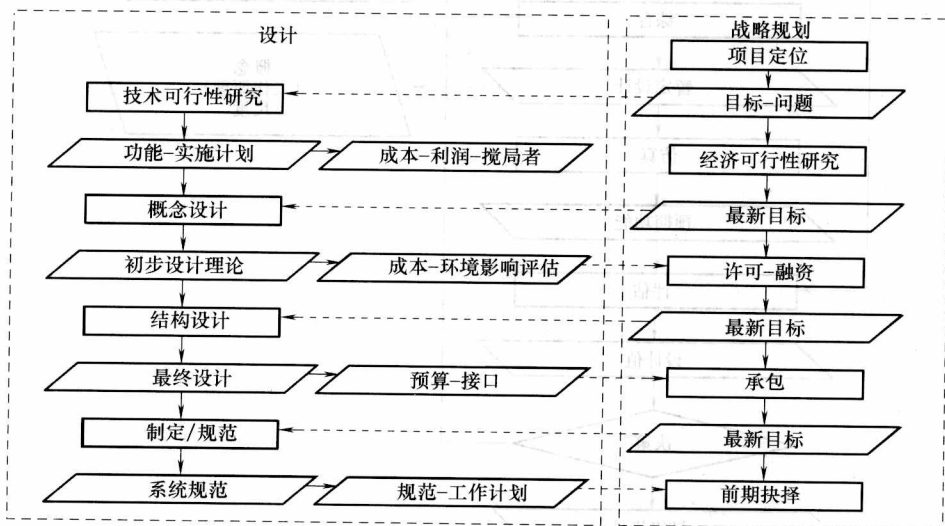 设计
技术可行性研究
功能-实施计划
成本-利润-搅局者
概念设计
初步设计理论
成本-环境影响评估
结构设计
最终设计
预算-接口
制定/规范
系统规范
规范-工作计划
战略规划
项目定位
目标-问题
经济可行性研究
最新目标
许可-融资
最新目标
承包
最新目标
前期抉择